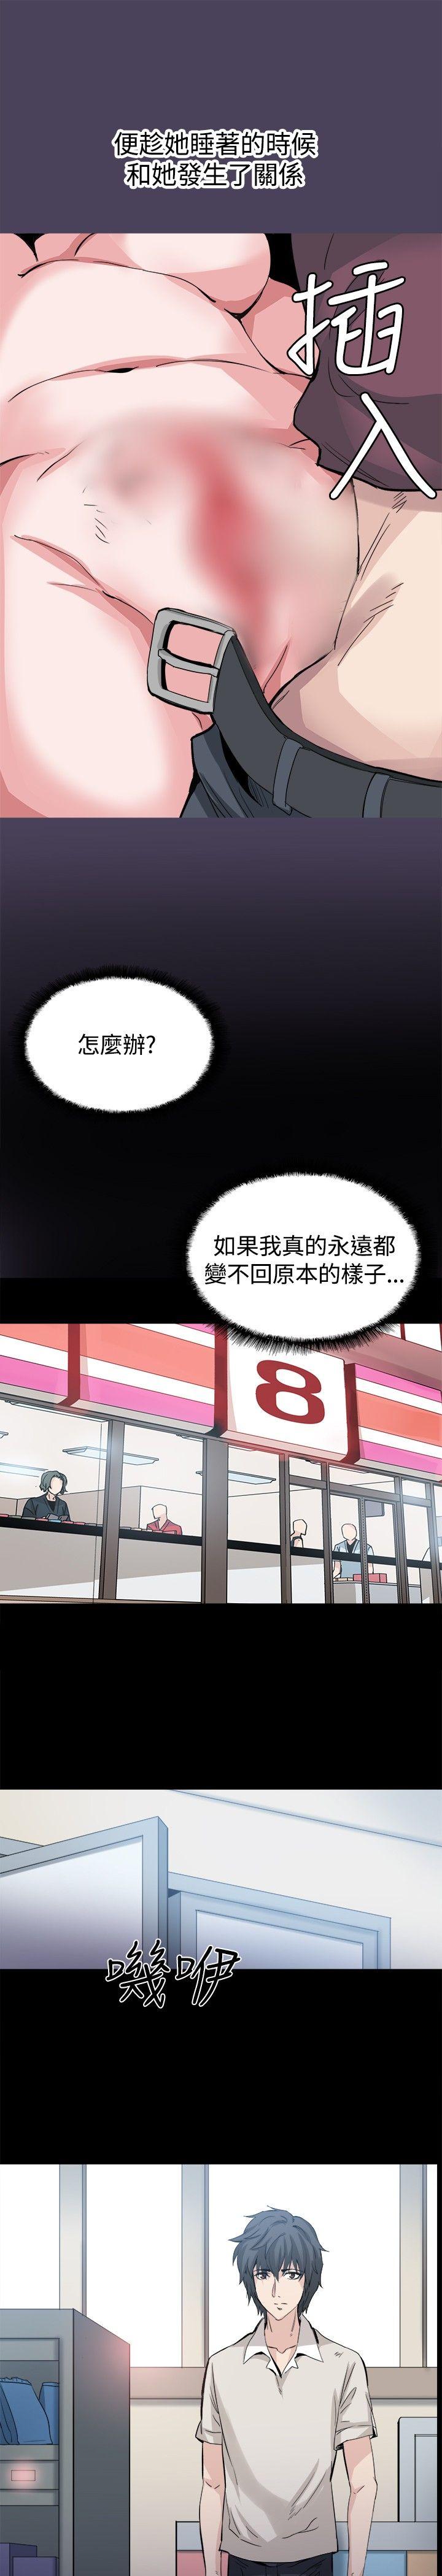 便趁她睡著的時候
和她發生了關係
插
入
怎麼辦?
如果我真的永遠都
變不回原本的樣子...
8
嘰咿